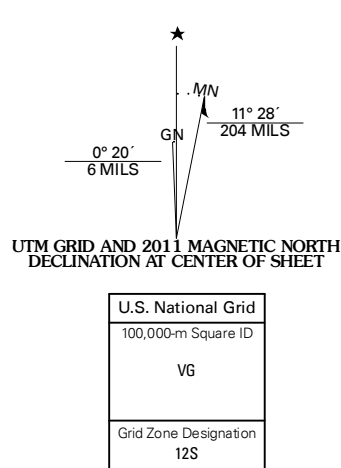 ★
MN
GN
11° 28´
204 MILS
0° 20´
6 MILS
UTM GRID AND 2011 MAGNETIC NORTH
DECLINATION AT CENTER OF SHEET
U.S. National Grid
100,000-m Square ID
VG
Grid Zone Designation
12S